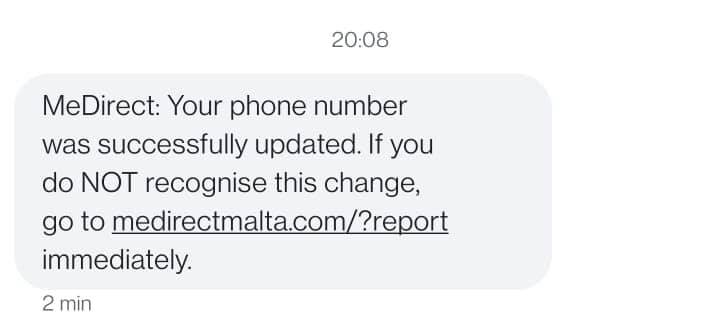 20:08
MeDirect: Your phone number
was successfully updated. If you
do NOT recognise this change,
go to medirectmalta.com/?report
immediately.
2 min